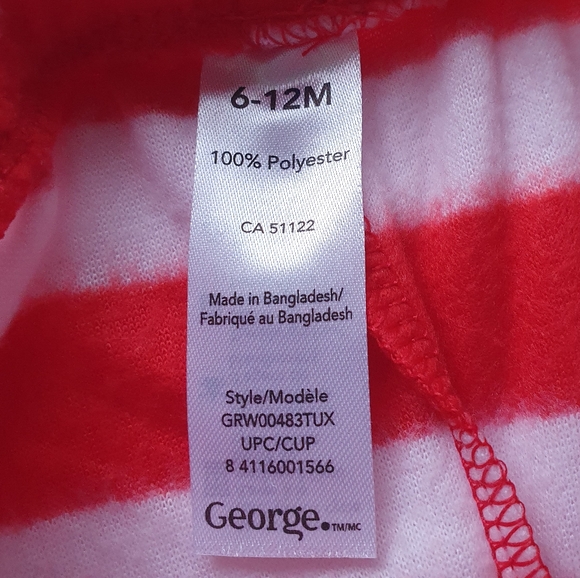 6-12M
100% Polyester
CA 51122
Made in Bangladesh/
Fabriqué au Bangladesh
Style/Modèle
GRW00483TUX
UPC/CUP
8 4116001566
George.TM/MC